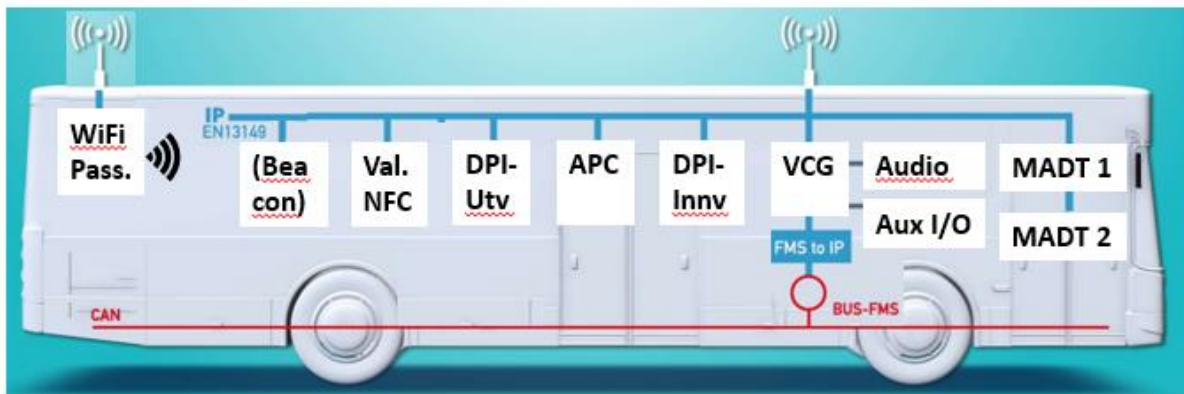 IP
EN13149
WiFi
Pass.
(Bea
con)
Val.
NFC
DPI-
Utv
APC
DPI-
Innv
VCG
Audio
Aux I/O
MADT 1
MADT 2
FMS to IP
CAN
BUS-FMS